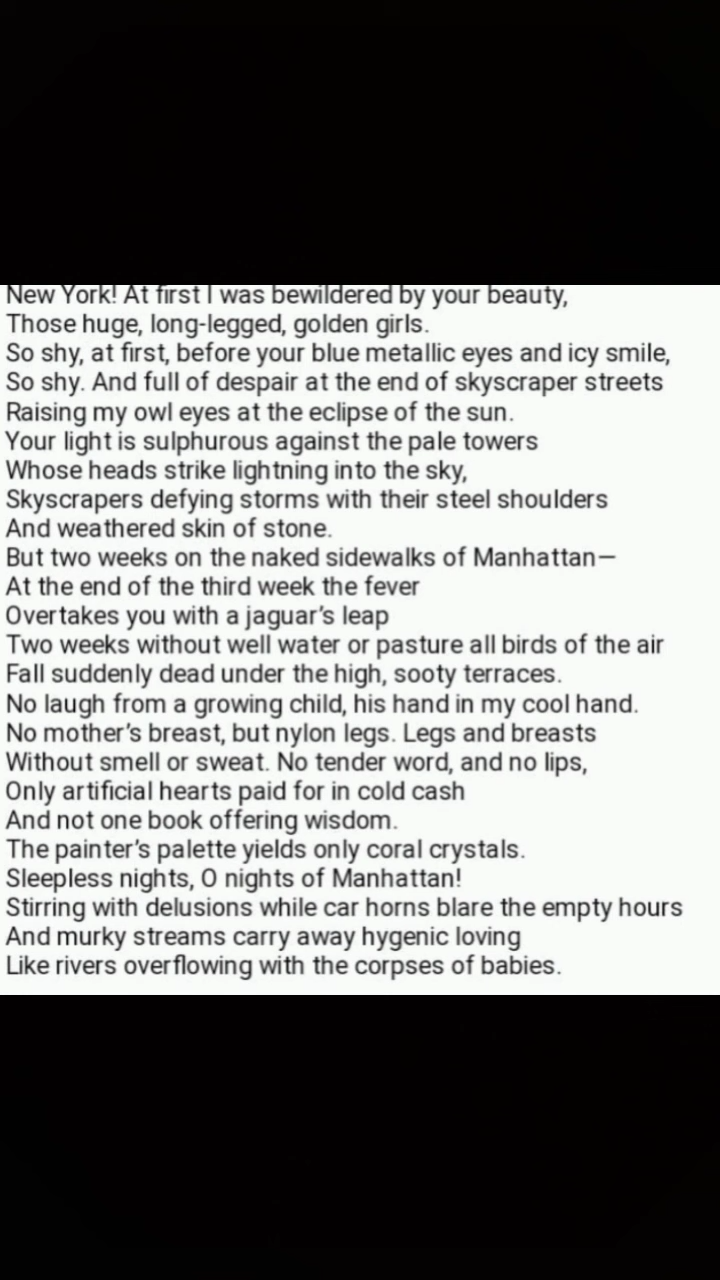 New York! At first I was bewildered by your beauty,
Those huge, long-legged, golden girls.
So shy, at first, before your blue metallic eyes and icy smile,
So shy. And full of despair at the end of skyscraper streets
Raising my owl eyes at the eclipse of the sun.
Your light is sulphurous against the pale towers
Whose heads strike lightning into the sky,
Skyscrapers defying storms with their steel shoulders
And weathered skin of stone.
But two weeks on the naked sidewalks of Manhattan—
At the end of the third week the fever
Overtakes you with a jaguar’s leap
Two weeks without well water or pasture all birds of the air
Fall suddenly dead under the high, sooty terraces.
No laugh from a growing child, his hand in my cool hand.
No mother’s breast, but nylon legs. Legs and breasts
Without smell or sweat. No tender word, and no lips,
Only artificial hearts paid for in cold cash
And not one book offering wisdom.
The painter’s palette yields only coral crystals.
Sleepless nights, O nights of Manhattan!
Stirring with delusions while car horns blare the empty hours
And murky streams carry away hygenic loving
Like rivers overflowing with the corpses of babies.